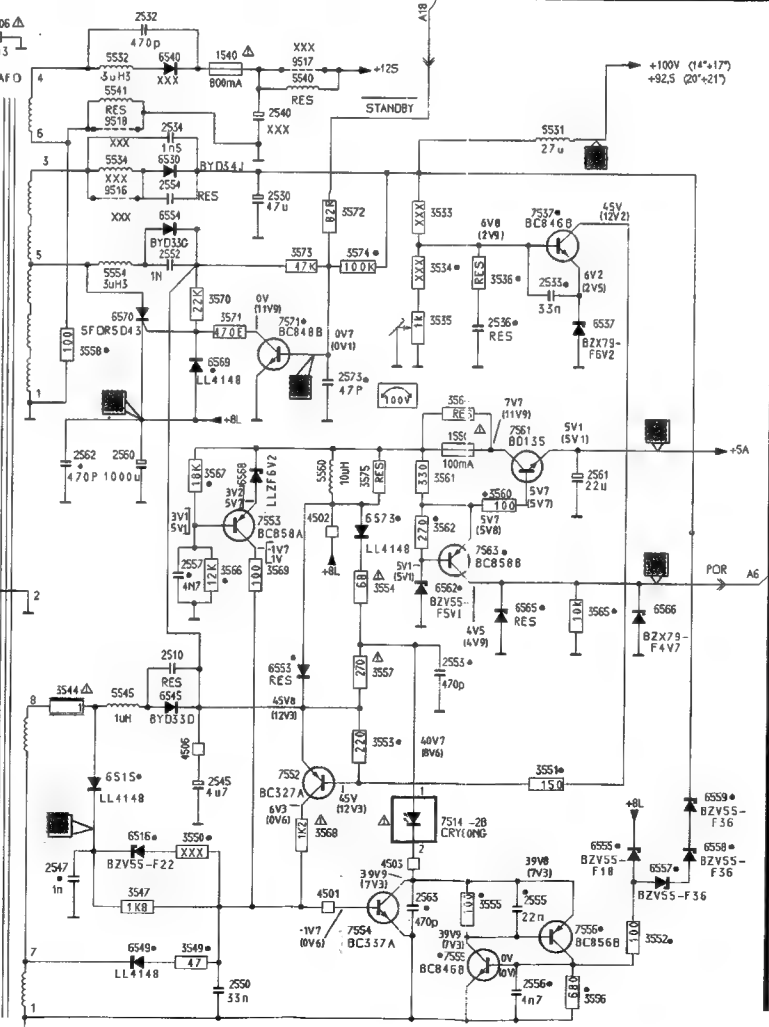 2532
470p
A18
4
5532
3uH3
6540
XXX
1540
800mA
XXX
9517
5540
RES
+12S
+100V (14"÷17")
+92,5 (20"÷21")
STANDBY
5541
RES
9518
XXX
2534
1n5
2540
XXX
5531
27u
6
3
5534
XXX
9516
XXX
6530
BYD34J
2554
RES
2530
47u
82K
3572
XXX
3533
6V8
(2V9)
7537
BC846B
45V
(12V2)
6554
BYD33G
2552
1N
5
5554
3uH3
3573
47K
3574
100K
XXX
3534
RES
3536
2533
33n
6V2
(2V5)
22K
3570
6570
SFOR5D43
3571
470E
0V
(11V9)
7571
BC848B
0V7
(0V1)
1k
3535
2536
RES
6537
BZX79-
F6V2
100
3558
6569
LL4148
2573
47P
100V
1
+8L
2562
470P
2560
1000u
RES
1550
100mA
7V7
(11V9)
7561
BD135
5V1
(5V1)
+5A
2561
22u
18K
3567
6568
LLZF6V2
3V2
5V7
5560
10uH
3575
RES
330
3561
3560
100
5V7
(5V7)
3V1
5V1
7553
BC858A
4502
6573
LL4148
270
3562
5V7
(5V8)
-1V7
1V
2557
4N7
12K
3566
100
3569
+8L
68
3554
5V1
(5V1)
7563
BC858B
6562
BZV55-
F5V1
4V5
(4V9)
6565
RES
10k
3565
6566
BZX79-
F4V7
POR
A6
2
2510
RES
6553
RES
270
3557
2553
470p
8
3544
5545
1uH
6545
BYD33D
45V8
(12V3)
4506
2545
4u7
220
3553
40V7
(8V6)
6515
LL4148
7552
BC327A
45V
(12V3)
6V3
(0V6)
3551
150
1K2
3568
1
7514-2B
2
+8L
6559
BZV55-
F36
2547
1n
6516
BZV55-F22
3550
XXX
4503
39V9
(7V3)
39V8
(7V3)
6555
BZV55-
F18
6558
BZV55-
F36
6557
BZV55-F36
3547
1K8
4501
-1V7
(0V6)
7554
BC337A
2563
470p
100
3555
2555
22n
7556
BC856B
100
3552
39V9
(7V3)
7555
BC846B
0V
(0V)
7
6549
LL4148
3549
47
2550
33n
2556
4n7
680
3556
1